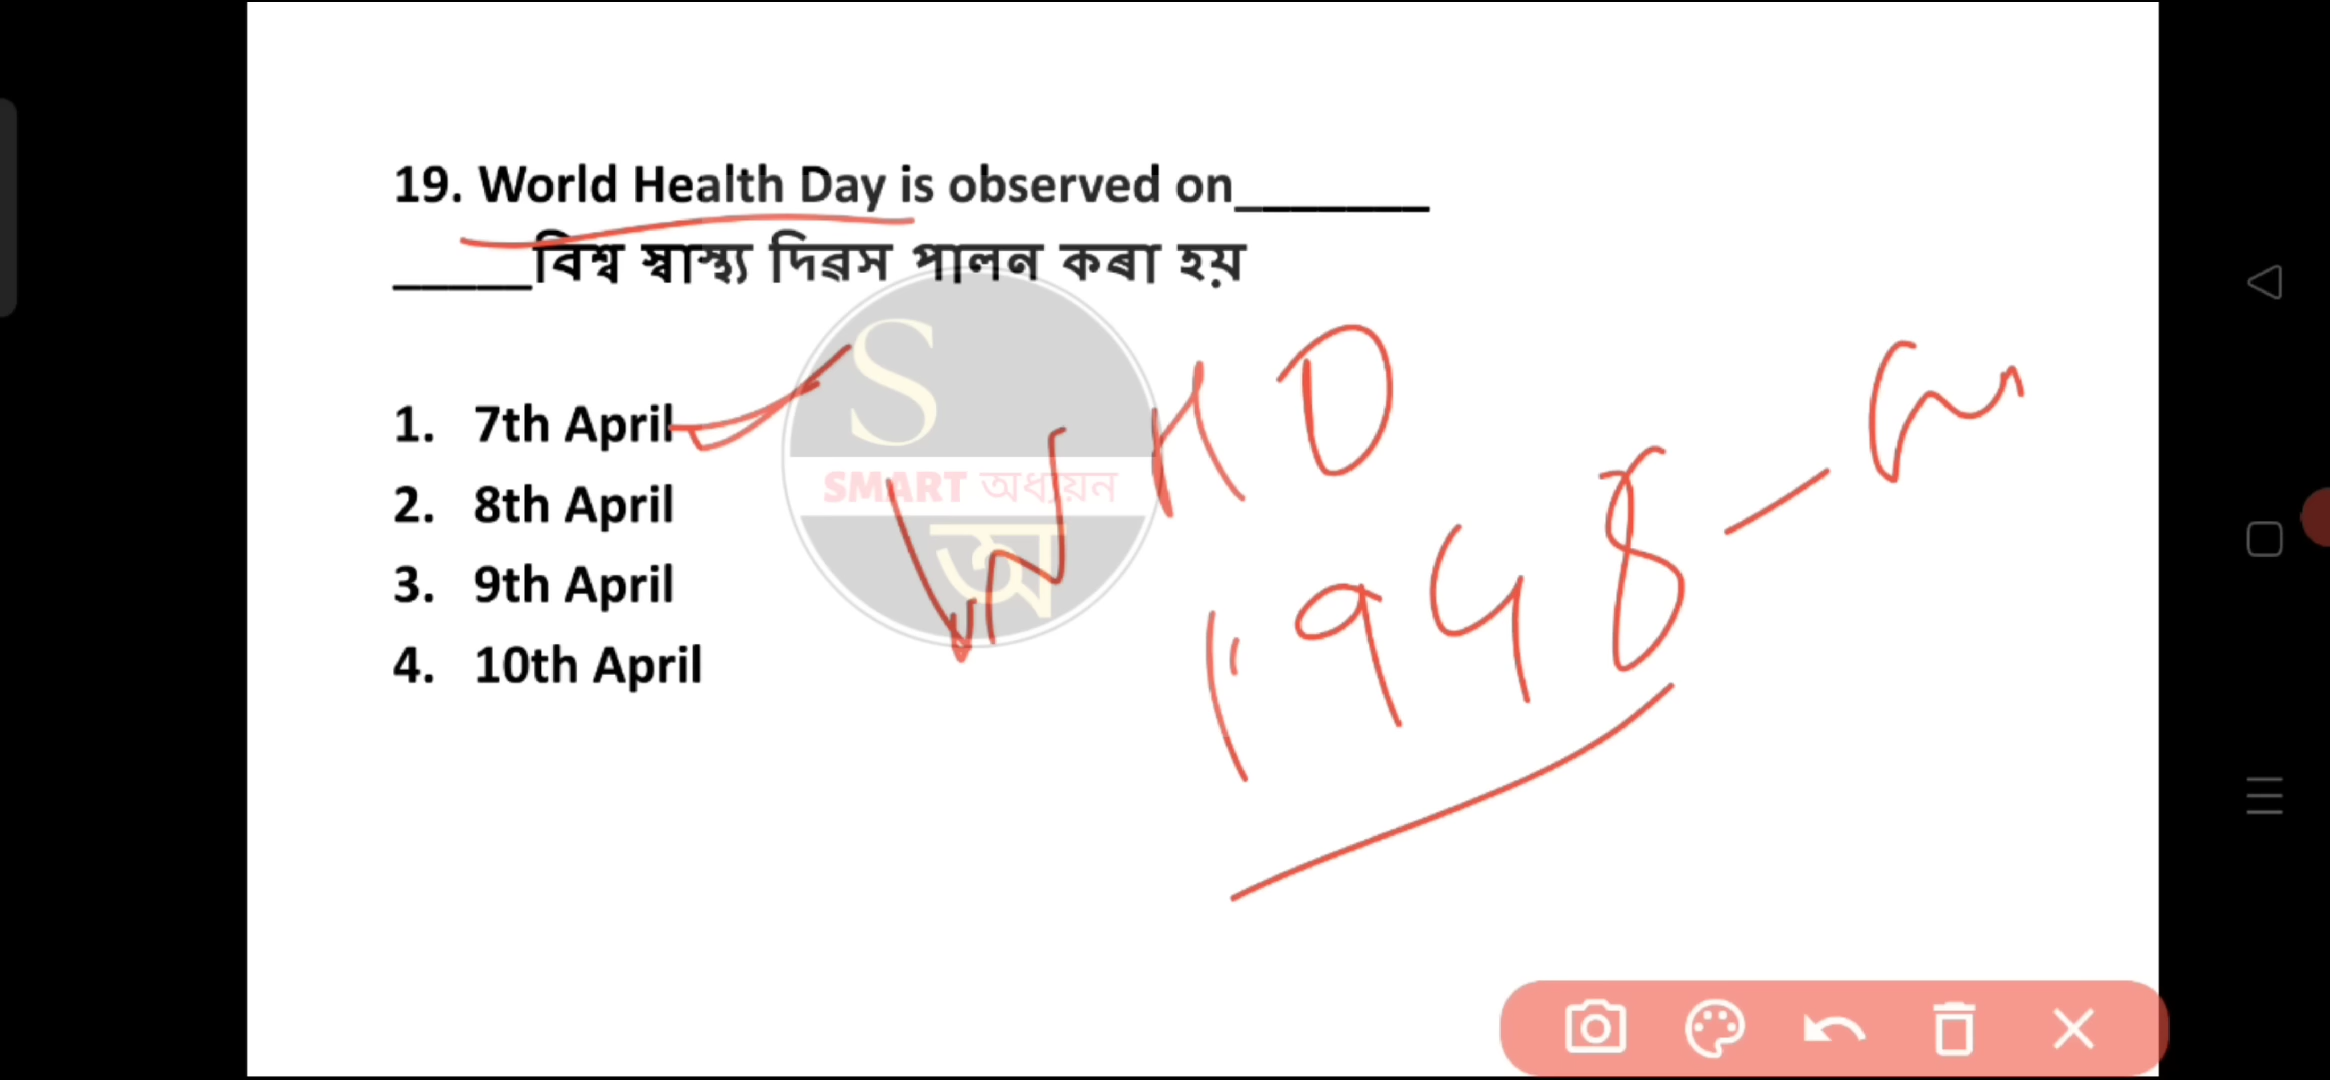 19. World Health Day is observed on_______
_____বিশ্ব স্বাস্থ্য দিৱস পালন কৰা হয়
1. 7th April
2. 8th April
3. 9th April
4. 10th April
S
SMART অধ্যয়ন
অ
WHO
1948 -